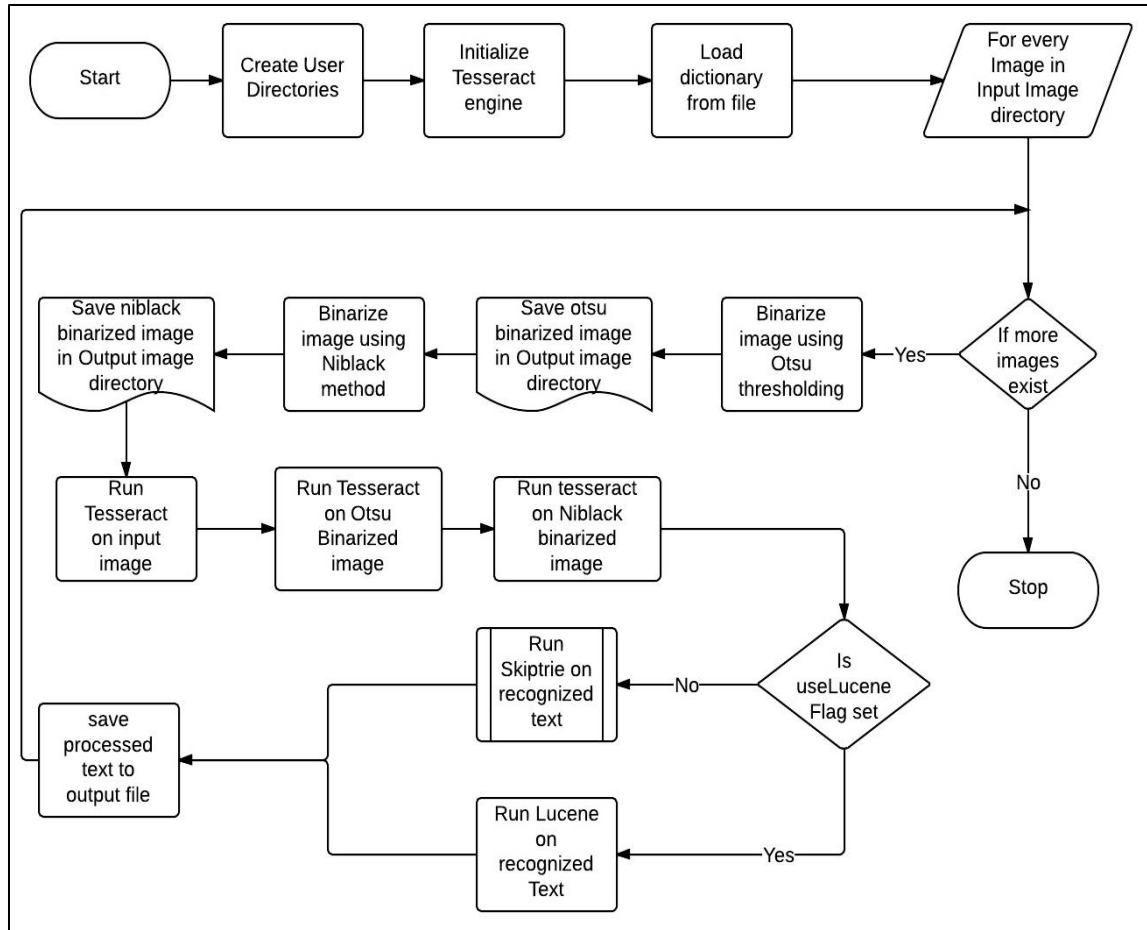 Start
Create User
Directories
Initialize
Tesseract
engine
Load
dictionary
from file
For every
Image in
Input Image
directory
If more
images
exist
Yes
Binarize
image using
Otsu
thresholding
Save otsu
binarized image
in Output image
directory
Binarize
image using
Niblack
method
Save niblack
binarized image
in Output image
directory
No
Stop
Run
Tesseract
on input
image
Run Tesseract
on Otsu
Binarized
image
Run tesseract
on Niblack
binarized
image
Is
useLucene
Flag set
No
Run
Skiptrie on
recognized
text
Yes
Run Lucene
on
recognized
Text
save
processed
text to
output file